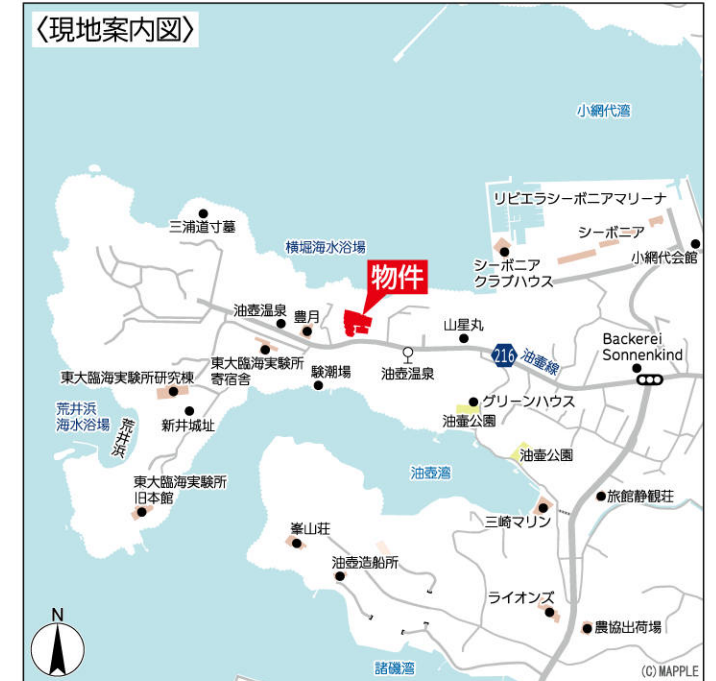 〈現地案内図〉
小網代湾
リビエラシーボニアマリーナ
シーボニア
三浦道寸墓
横堀海水浴場
小網代会館
シーボニア
クラブハウス
物件
油壺温泉
豊月
山星丸
216
油壷線
Backerei
Sonnenkind
東大臨海実験所
寄宿舎
験潮場
油壺温泉
東大臨海実験所研究棟
グリーンハウス
油壷公園
荒井浜
海水浴場
荒井浜
新井城址
油壷公園
油壺湾
東大臨海実験所
旧本館
旅館静観荘
三崎マリン
峯山荘
油壺造船所
ライオンズ
農協出荷場
N
諸磯湾
(C) MAPPLE